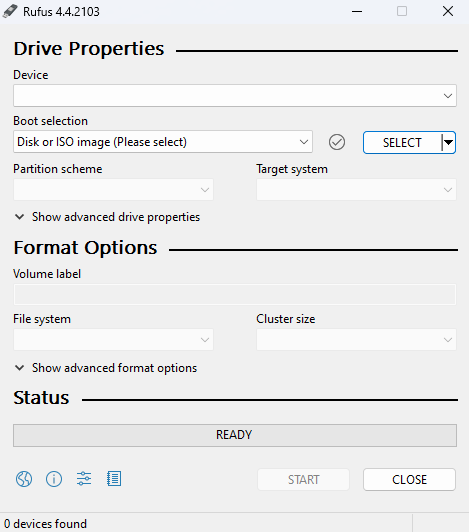 Rufus 4.4.2103
Drive Properties
Device
Boot selection
Disk or ISO image (Please select)
SELECT
Partition scheme
Target system
Show advanced drive properties
Format Options
Volume label
File system
Cluster size
Show advanced format options
Status
READY
START
CLOSE
0 devices found